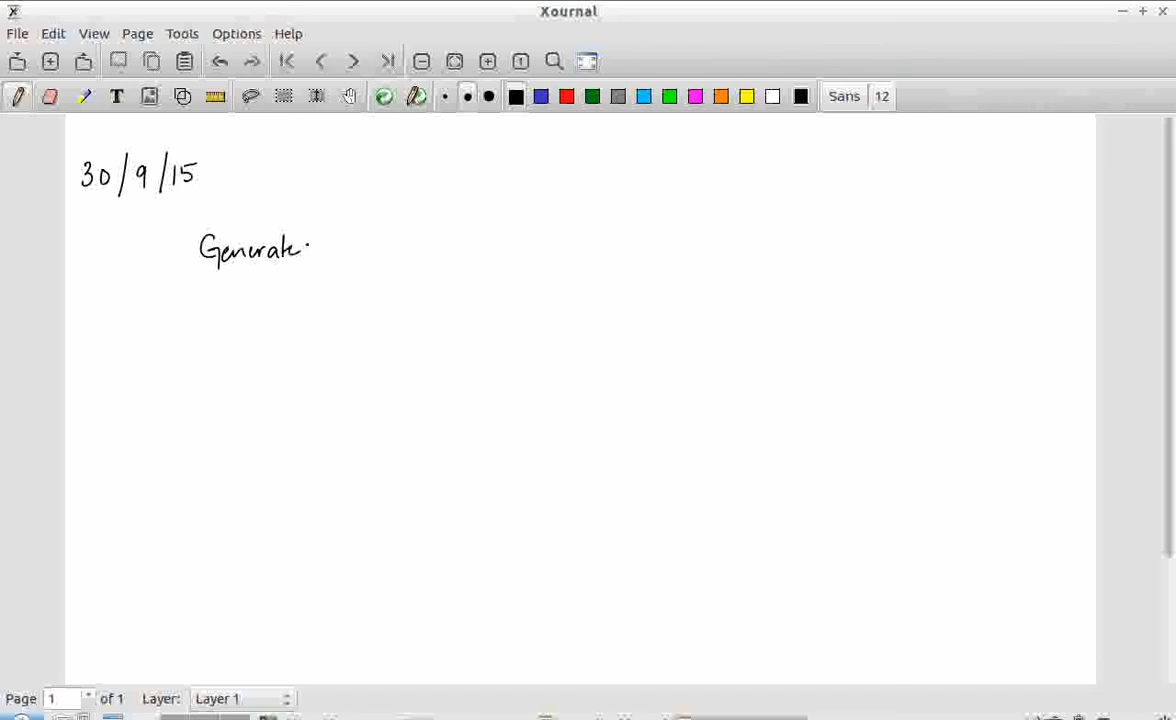 Xournal
File Edit View Page Tools Options Help
Sans 12
30/9/15
Generate
Page 1 of 1 Layer: Layer 1